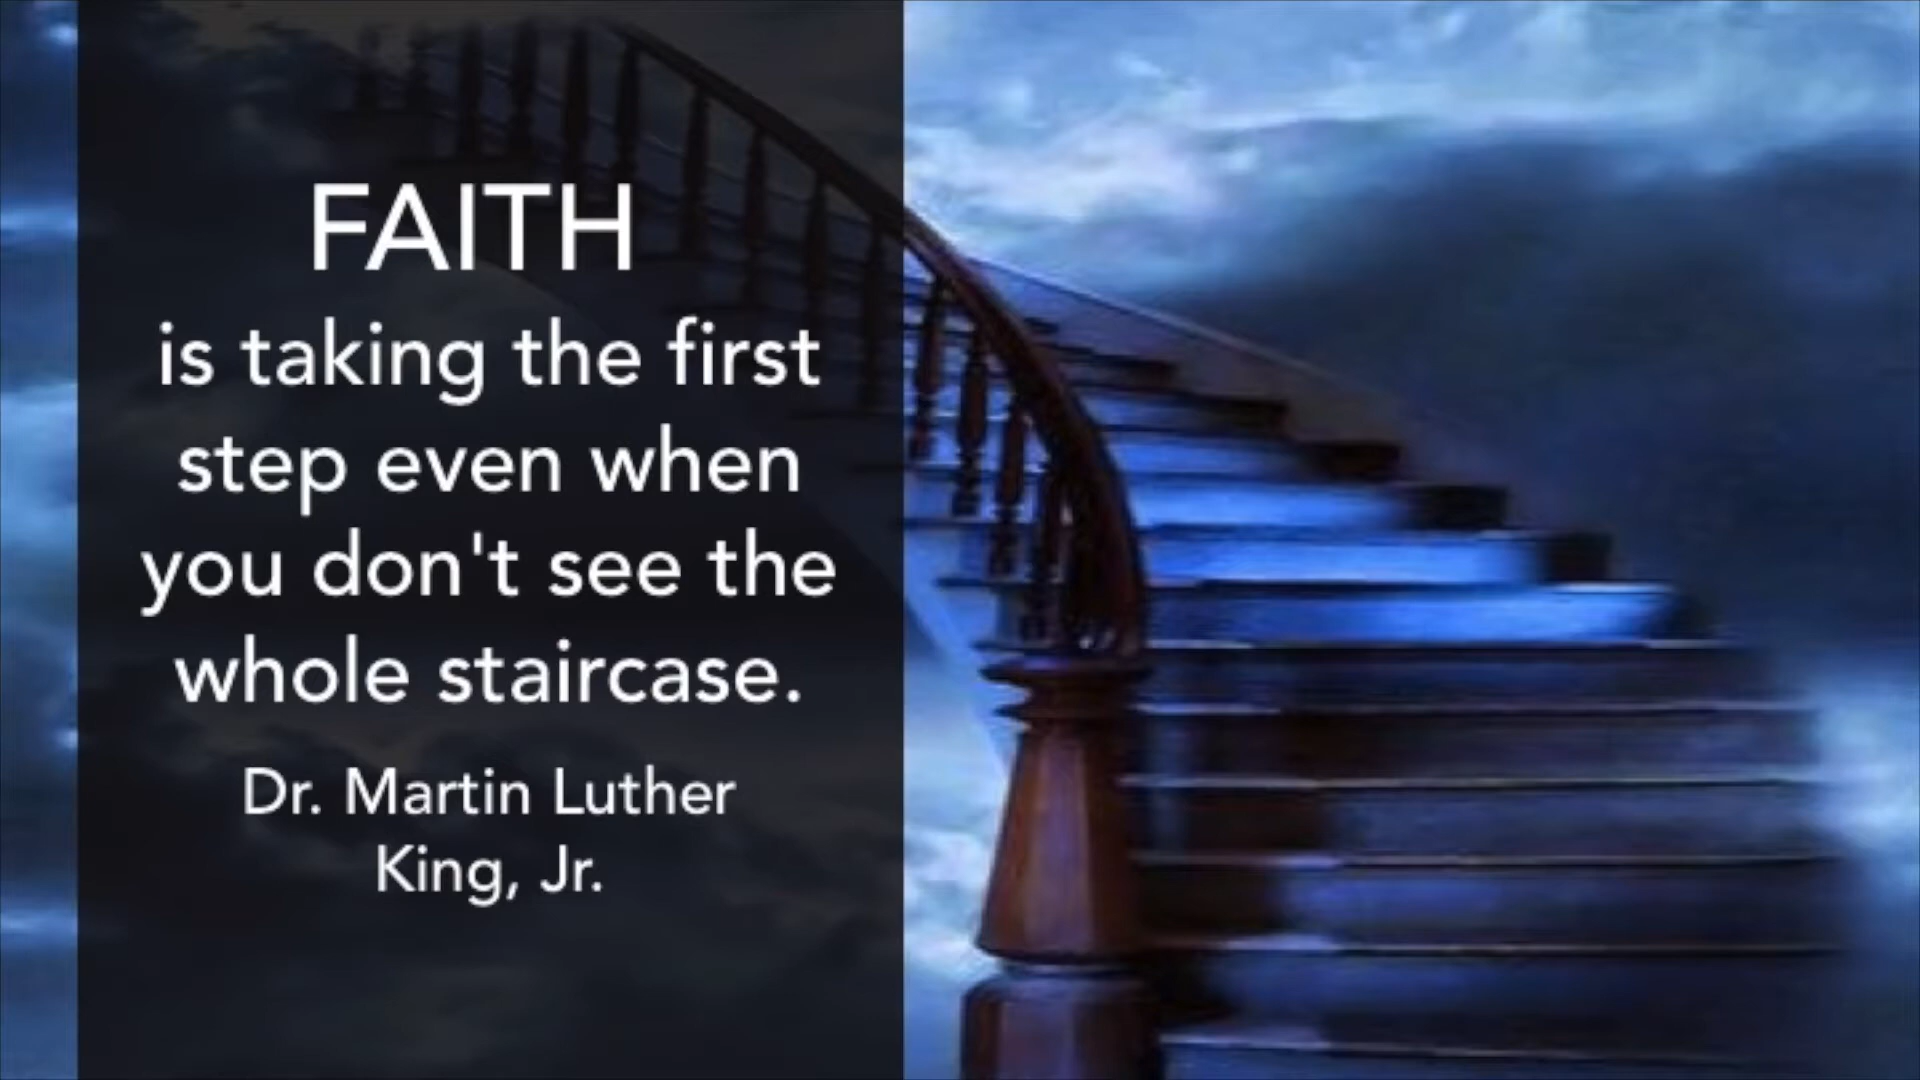 FAITH
is taking the first
step even when
you don't see the
whole staircase.
Dr. Martin Luther
King, Jr.